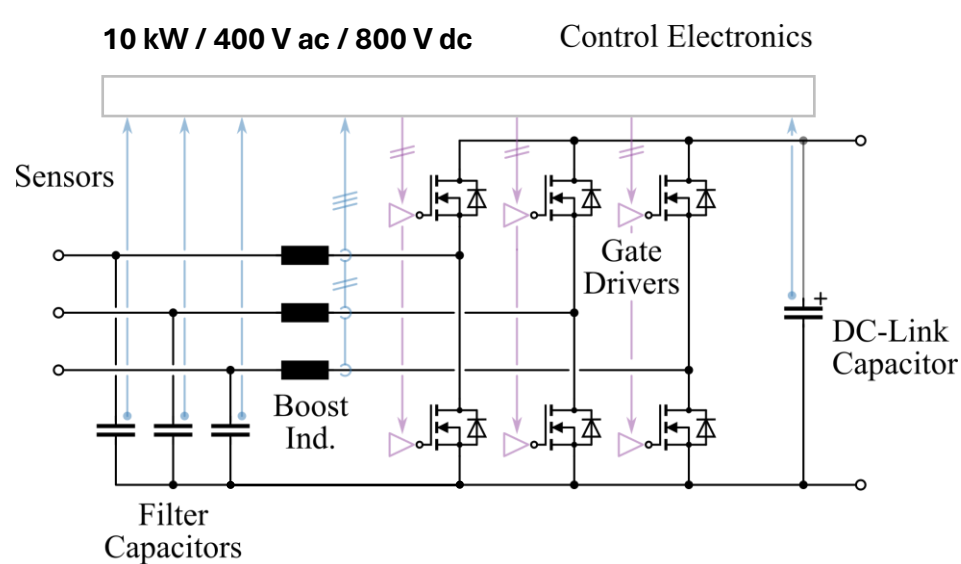 10 kW / 400 V ac / 800 V dc
Control Electronics
Sensors
Gate
Drivers
+
DC-Link
Capacitor
Boost
Ind.
Filter
Capacitors